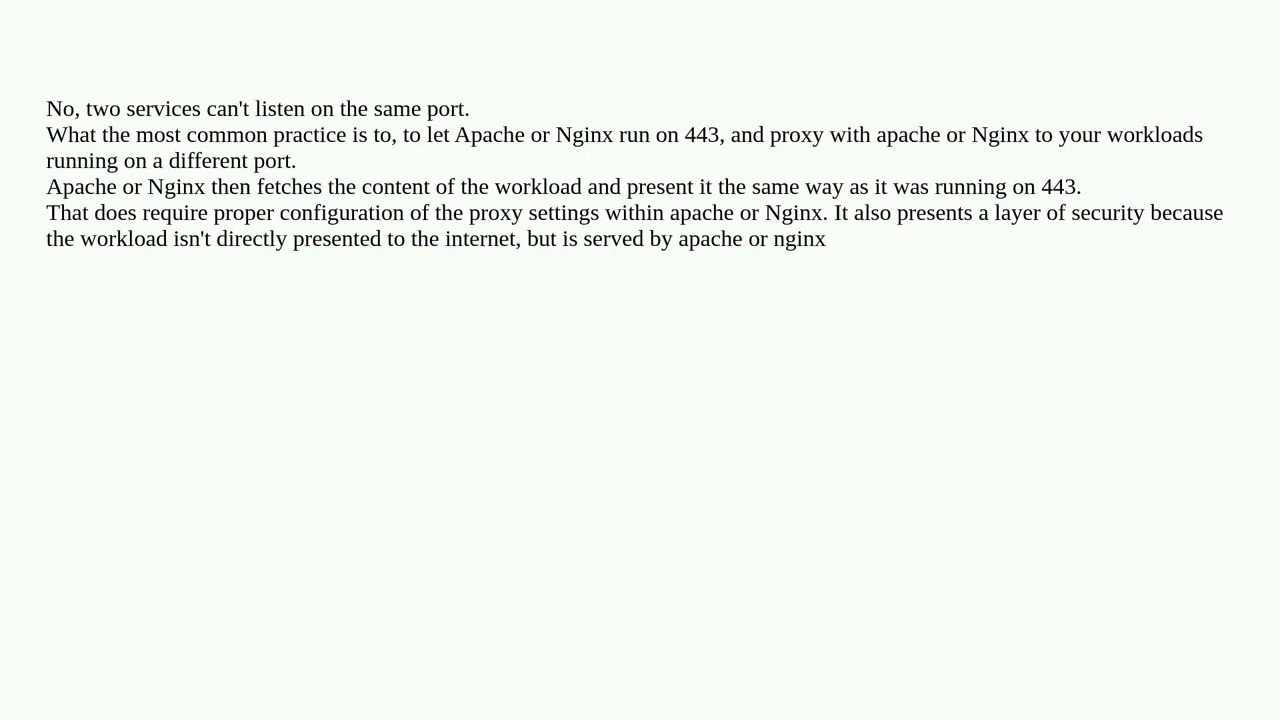 No, two services can't listen on the same port.
What the most common practice is to, to let Apache or Nginx run on 443, and proxy with apache or Nginx to your workloads
running on a different port.
Apache or Nginx then fetches the content of the workload and present it the same way as it was running on 443.
That does require proper configuration of the proxy settings within apache or Nginx. It also presents a layer of security because
the workload isn't directly presented to the internet, but is served by apache or nginx